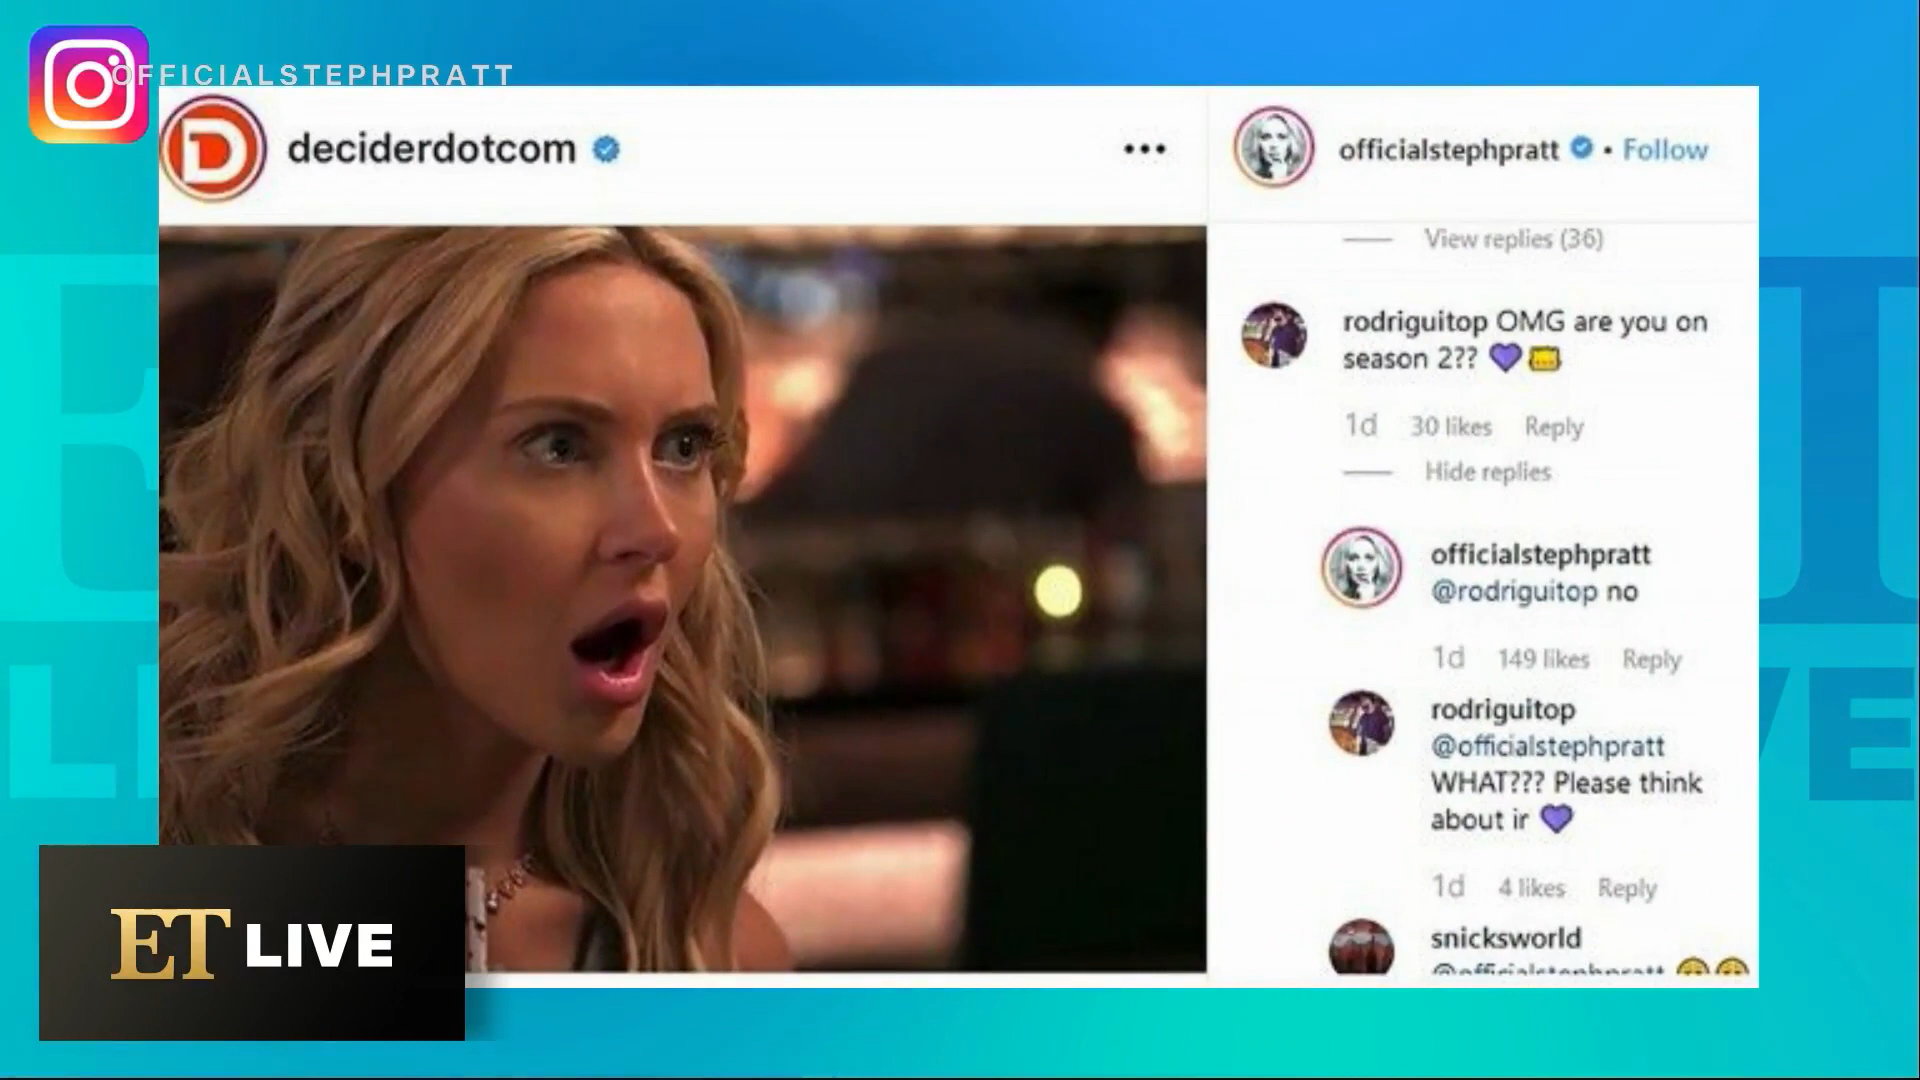 OFFICIALSTEPHPRATT
D
deciderdotcom
officialstephpratt • Follow
View replies (36)
rodriguitop OMG are you on
season 2??
1d 30 likes Reply
Hide replies
officialstephpratt
@rodriguitop no
1d 149 likes Reply
rodriguitop
@officialstephpratt
WHAT??? Please think
about ir
1d 4 likes Reply
snicksworld
@officialstephpratt
ET LIVE